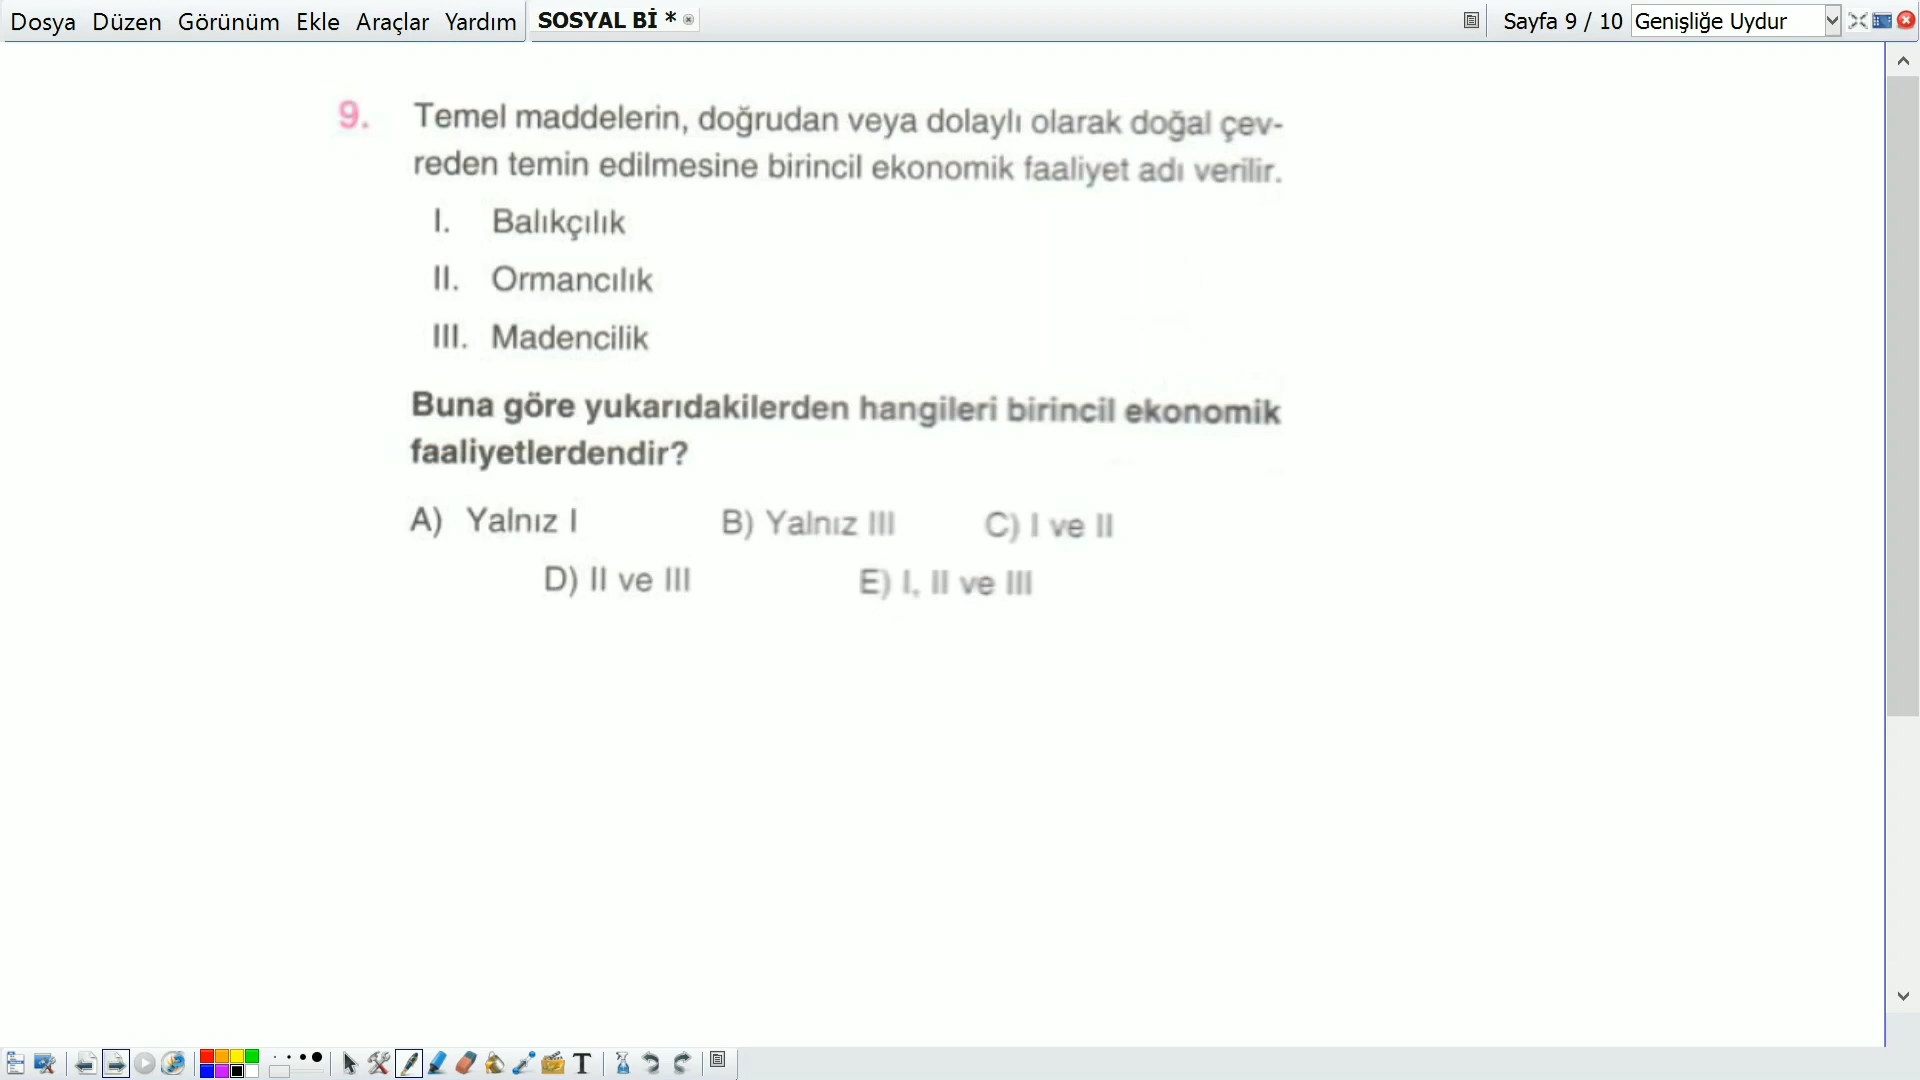 Dosya Düzen Görünüm Ekle Araçlar Yardım SOSYAL Bİ * Sayfa 9 / 10 Genişliğe Uydur
9. Temel maddelerin, doğrudan veya dolaylı olarak doğal çev-
reden temin edilmesine birincil ekonomik faaliyet adı verilir.
I. Balıkçılık
II. Ormancılık
III. Madencilik
Buna göre yukarıdakilerden hangileri birincil ekonomik
faaliyetlerdendir?
A) Yalnız I B) Yalnız III C) I ve II
D) II ve III E) I, II ve III
T